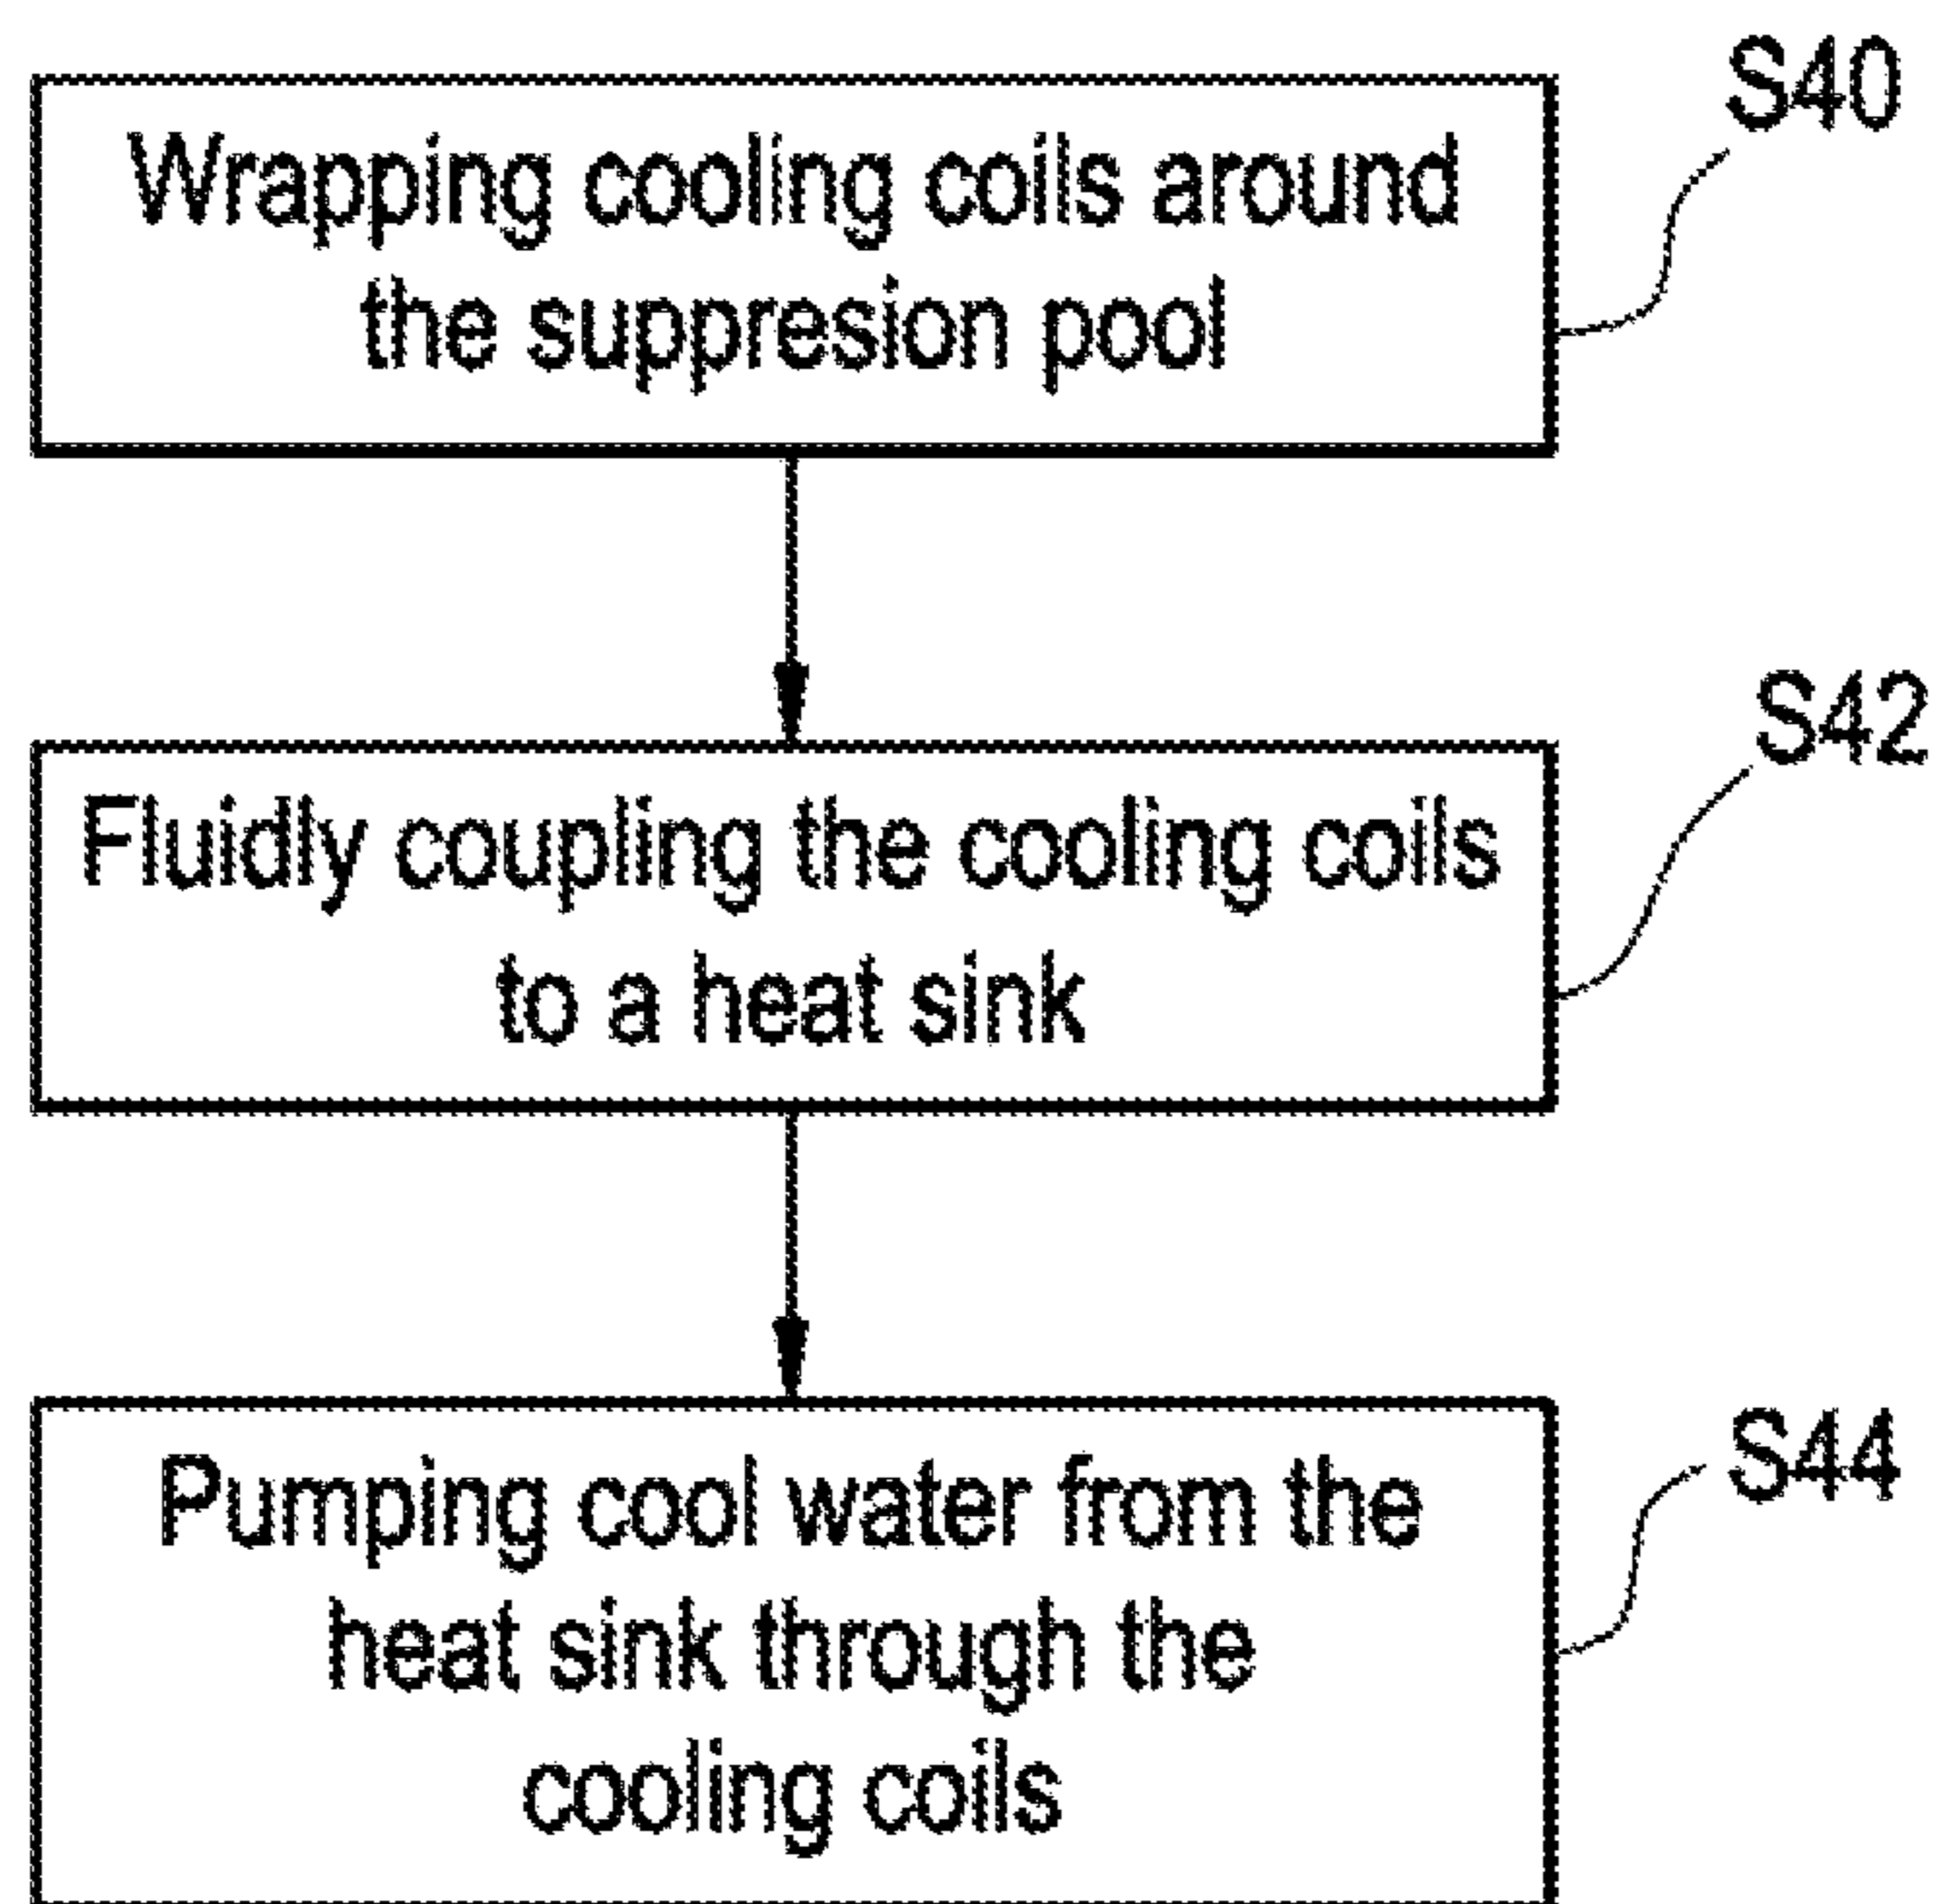 S40
Wrapping cooling coils around
the suppresion pool
S42
Fluidly coupling the cooling coils
to a heat sink
S44
Pumping cool water from the
heat sink through the
cooling coils